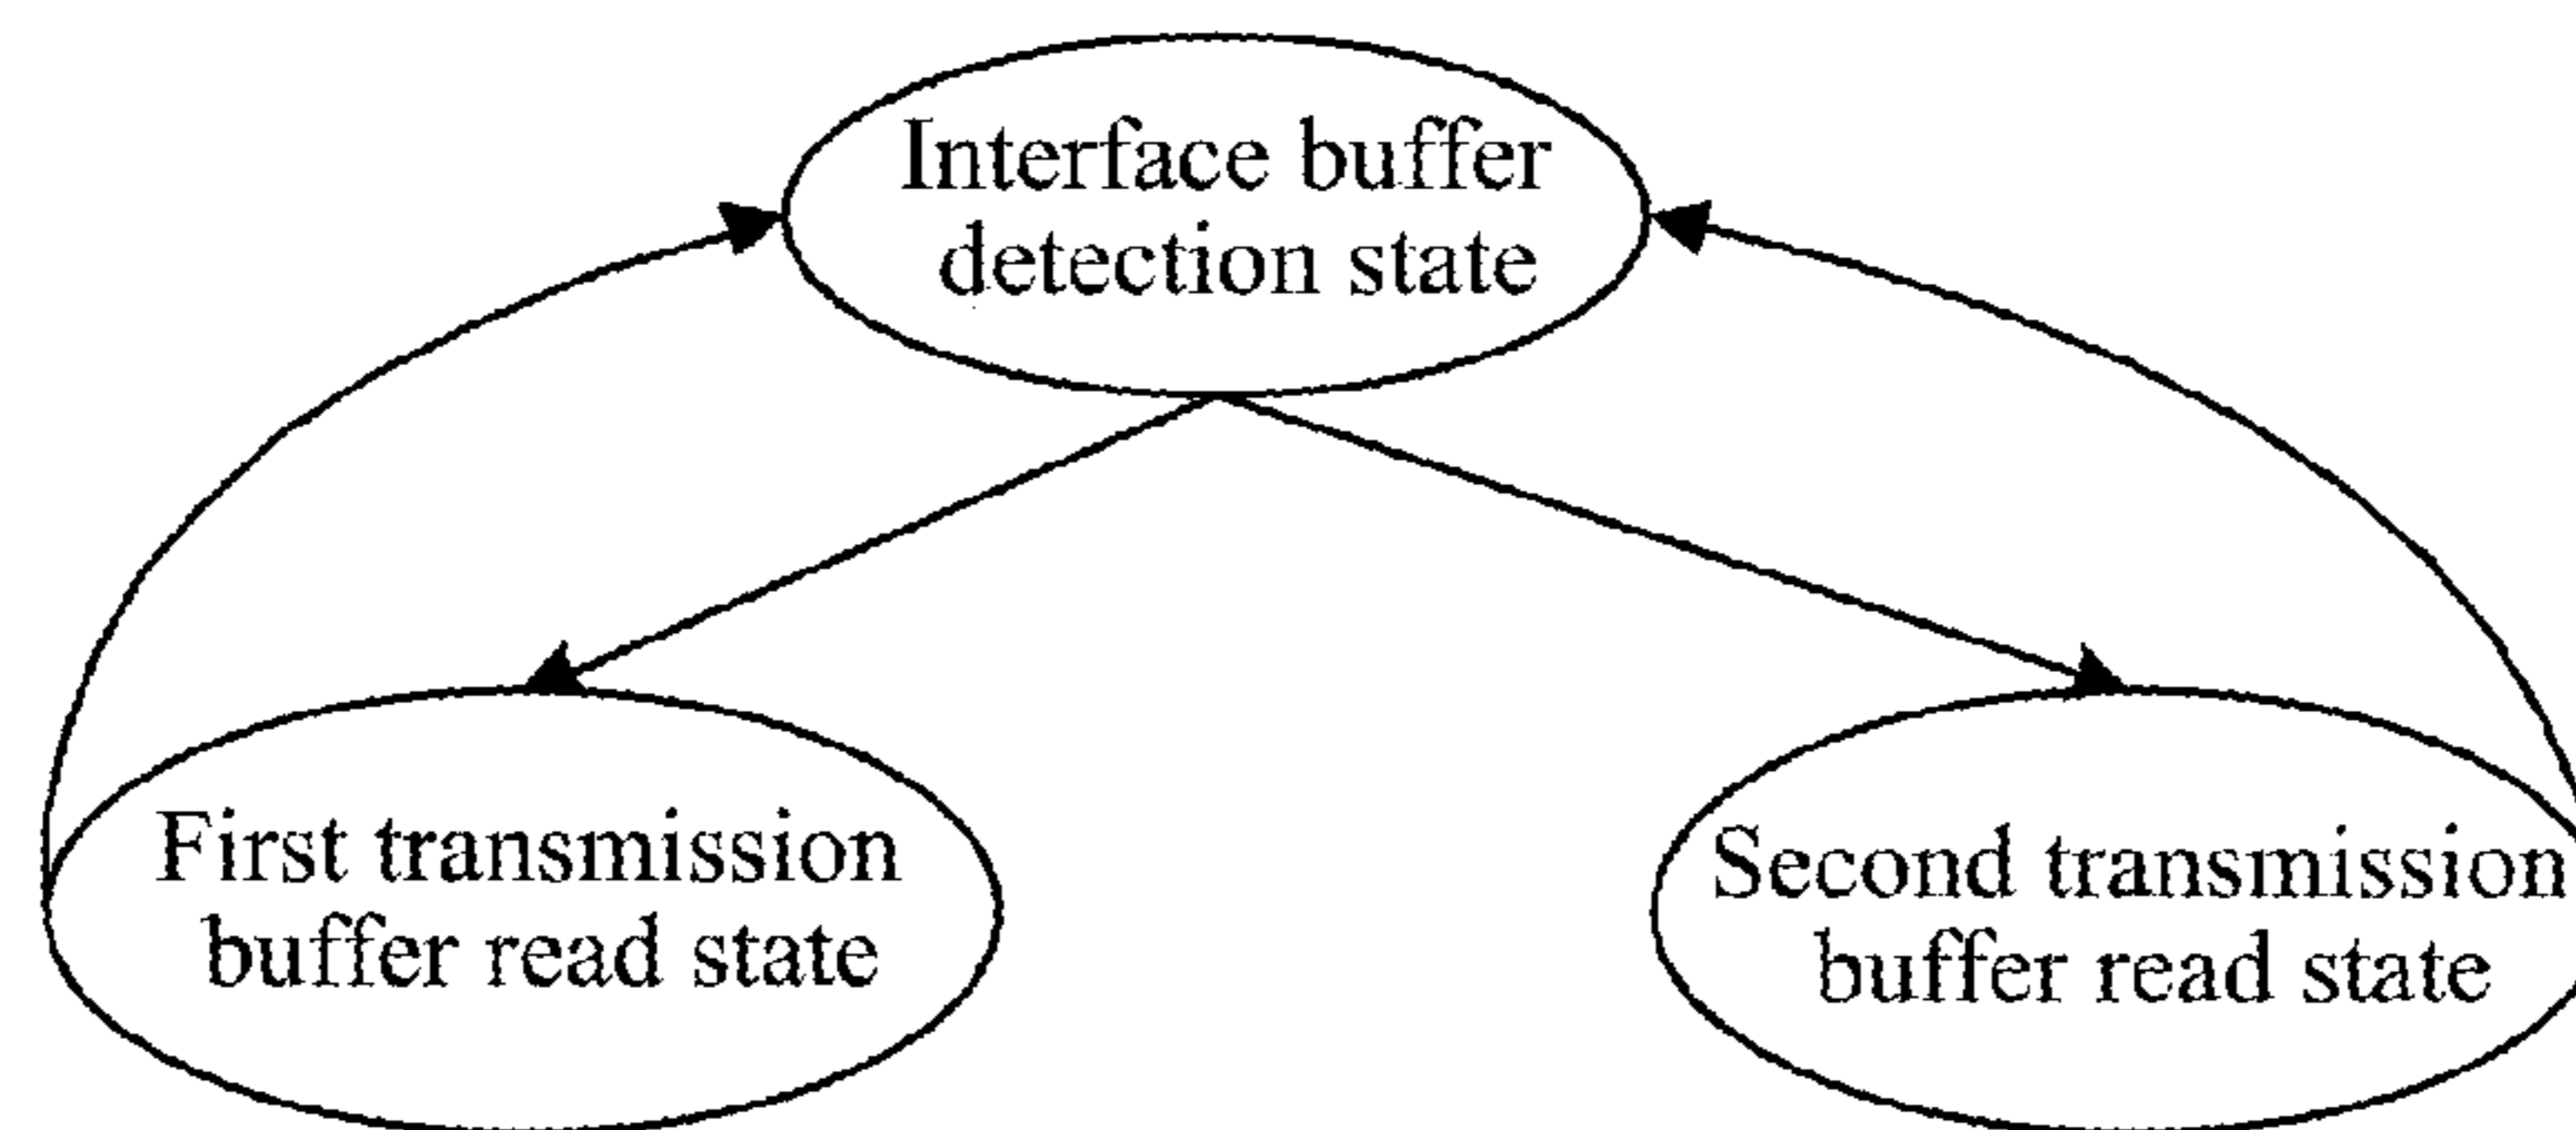 Interface buffer
detection state
First transmission
buffer read state
Second transmission
buffer read state